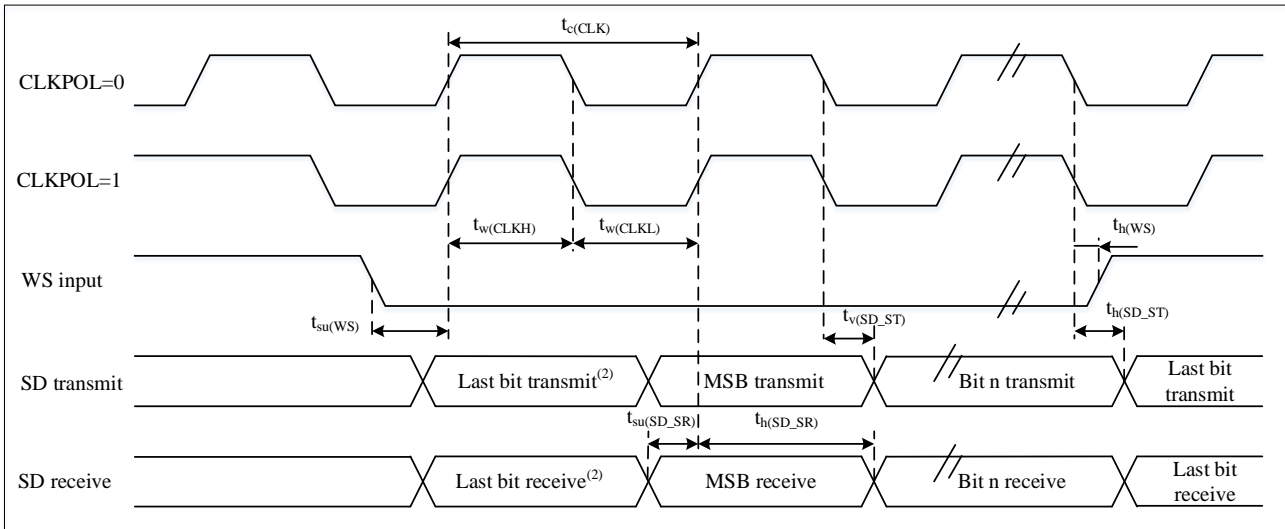 t_c(CLK)
CLKPOL=0
CLKPOL=1
t_w(CLKH)
t_w(CLKL)
t_h(WS)
WS input
t_su(WS)
t_v(SD_ST)
t_h(SD_ST)
SD transmit
Last bit transmit(2)
MSB transmit
Bit n transmit
Last bit
transmit
t_su(SD_SR)
t_h(SD_SR)
SD receive
Last bit receive(2)
MSB receive
Bit n receive
Last bit
receive